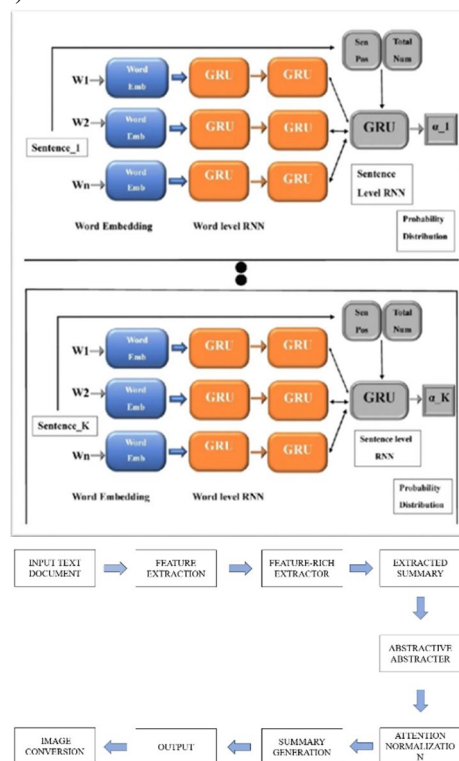 Sen Pos
Total Num
W1
Word Emb
GRU
GRU
W2
Word Emb
GRU
GRU
GRU
α_1
Sentence_1
Wn
Word Emb
GRU
GRU
Sentence Level RNN
Word Embedding
Word level RNN
Probability Distribution
Sen Pos
Total Num
W1
Word Emb
GRU
GRU
W2
Word Emb
GRU
GRU
GRU
α_K
Sentence_K
Wn
Word Emb
GRU
GRU
Sentence level RNN
Word Embedding
Word level RNN
Probability Distribution
INPUT TEXT DOCUMENT
FEATURE EXTRACTION
FEATURE-RICH EXTRACTOR
EXTRACTED SUMMARY
ABSTRACTIVE ABSTRACTER
IMAGE CONVERSION
OUTPUT
SUMMARY GENERATION
ATTENTION NORMALIZATIO N